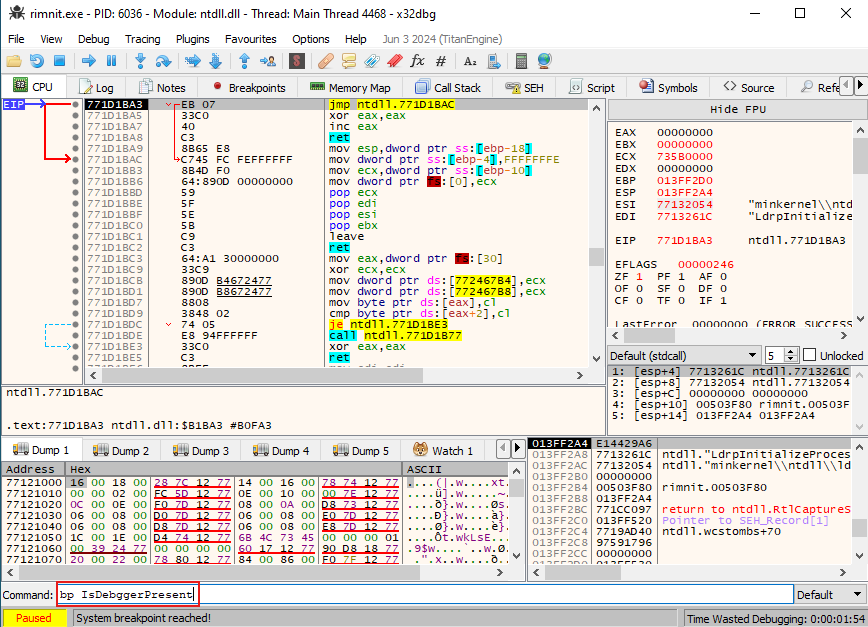 rimnit.exe - PID: 6036 - Module: ntdll.dll - Thread: Main Thread 4468 - x32dbg
File View Debug Tracing Plugins Favourites Options Help Jun 3 2024 (TitanEngine)
CPU Log Notes Breakpoints Memory Map Call Stack SEH Script Symbols Source Refe
EIP 771D1BA3 EB 07 jmp ntdll.771D1BAC
771D1BA5 33C0 xor eax,eax
771D1BA7 40 inc eax
771D1BA8 C3 ret
771D1BA9 8B65 E8 mov esp,dword ptr ss:[ebp-18]
771D1BAC C745 FC FEFFFFFF mov dword ptr ss:[ebp-4],FFFFFFFE
771D1BB3 8B4D F0 mov ecx,dword ptr ss:[ebp-10]
771D1BB6 64:890D 00000000 mov dword ptr fs:[0],ecx
771D1BBD 59 pop ecx
771D1BBE 5F pop edi
771D1BBF 5E pop esi
771D1BC0 5B pop ebx
771D1BC1 C9 leave
771D1BC2 C3 ret
771D1BC3 64:A1 30000000 mov eax,dword ptr fs:[30]
771D1BC9 33C9 xor ecx,ecx
771D1BCB 890D B4672477 mov dword ptr ds:[772467B4],ecx
771D1BD1 890D B8672477 mov dword ptr ds:[772467B8],ecx
771D1BD7 8808 mov byte ptr ds:[eax],cl
771D1BD9 3848 02 cmp byte ptr ds:[eax+2],cl
771D1BDC 74 05 je ntdll.771D1BE3
771D1BDE E8 94FFFFFF call ntdll.771D1B77
771D1BE3 33C0 xor eax,eax
771D1BE5 C3 ret
Hide FPU
EAX 00000000
EBX 00000000
ECX 735B0000
EDX 00000000
EBP 013FF2D0
ESP 013FF2A4
ESI 77132054 "minkernel\\ntd
EDI 7713261C "LdrpInitialize
EIP 771D1BA3 ntdll.771D1BA3
EFLAGS 00000246
ZF 1 PF 1 AF 0
OF 0 SF 0 DF 0
CF 0 TF 0 IF 1
LastError 00000000 (ERROR_SUCCESS
Default (stdcall) 5 Unlocked
1: [esp+4] 7713261C ntdll.7713261C
2: [esp+8] 77132054 ntdll.77132054
3: [esp+C] 00000000 00000000
4: [esp+10] 00503F80 rimnit.00503F
5: [esp+14] 013FF2A4 013FF2A4
ntdll.771D1BAC
.text:771D1BA3 ntdll.dll:$B1BA3 #B0FA3
Dump 1 Dump 2 Dump 3 Dump 4 Dump 5 Watch 1
Address Hex ASCII
77121000 16 00 18 00 28 7C 12 77 14 00 16 00 78 74 12 77 ....(|.w....xt.
77121010 00 00 02 00 FC 5D 12 77 0E 00 10 00 00 7E 12 77
77121020 0C 00 0E 00 F0 7D 12 77 08 00 0A 00 D8 73 12 77
77121030 06 00 08 00 D0 7D 12 77 06 00 08 00 E0 7D 12 77
77121040 06 00 08 00 D8 7D 12 77 06 00 08 00 E8 7D 12 77
77121050 1C 00 1E 00 D4 74 12 77 6B 4C 73 45 00 00 00 01
77121060 00 39 24 77 00 00 00 00 60 17 12 77 90 D8 18 77
77121070 20 00 22 00 78 80 12 77 84 00 86 00 F0 7F 12 77
013FF2A4 E14429A6
013FF2A8 7713261C ntdll."LdrpInitializeProces
013FF2AC 77132054 ntdll."minkernel\\ntdll\\ld
013FF2B0 00000000
013FF2B4 00503F80 rimnit.00503F80
013FF2B8 013FF2A4
013FF2BC 771CC097 return to ntdll.RtlCaptureS
013FF2C0 013FF520 Pointer to SEH_Record[1]
013FF2C4 7719AD40 ntdll.wcstombs+70
013FF2C8 97591796
013FF2CC 00000000
Command: bp IsDebggerPresent Default
Paused System breakpoint reached! Time Wasted Debugging: 0:00:01:54